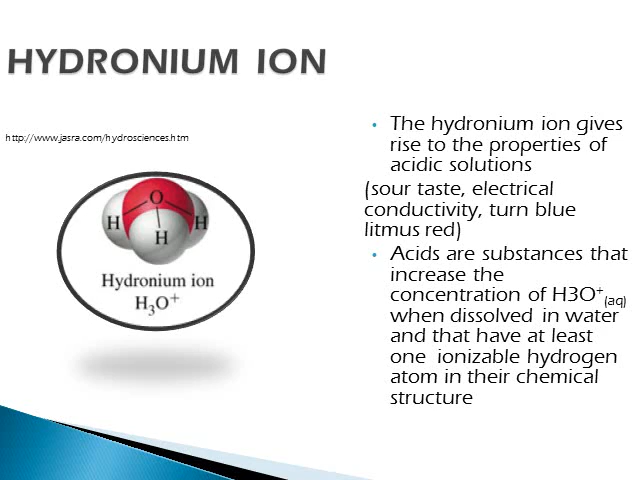 HYDRONIUM ION
http://www.jasra.com/hydrosciences.htm
O
H
H
H
Hydronium ion
H₃O⁺
• The hydronium ion gives
rise to the properties of
acidic solutions
(sour taste, electrical
conductivity, turn blue
litmus red)
• Acids are substances that
increase the
concentration of H3O⁺(aq)
when dissolved in water
and that have at least
one ionizable hydrogen
atom in their chemical
structure